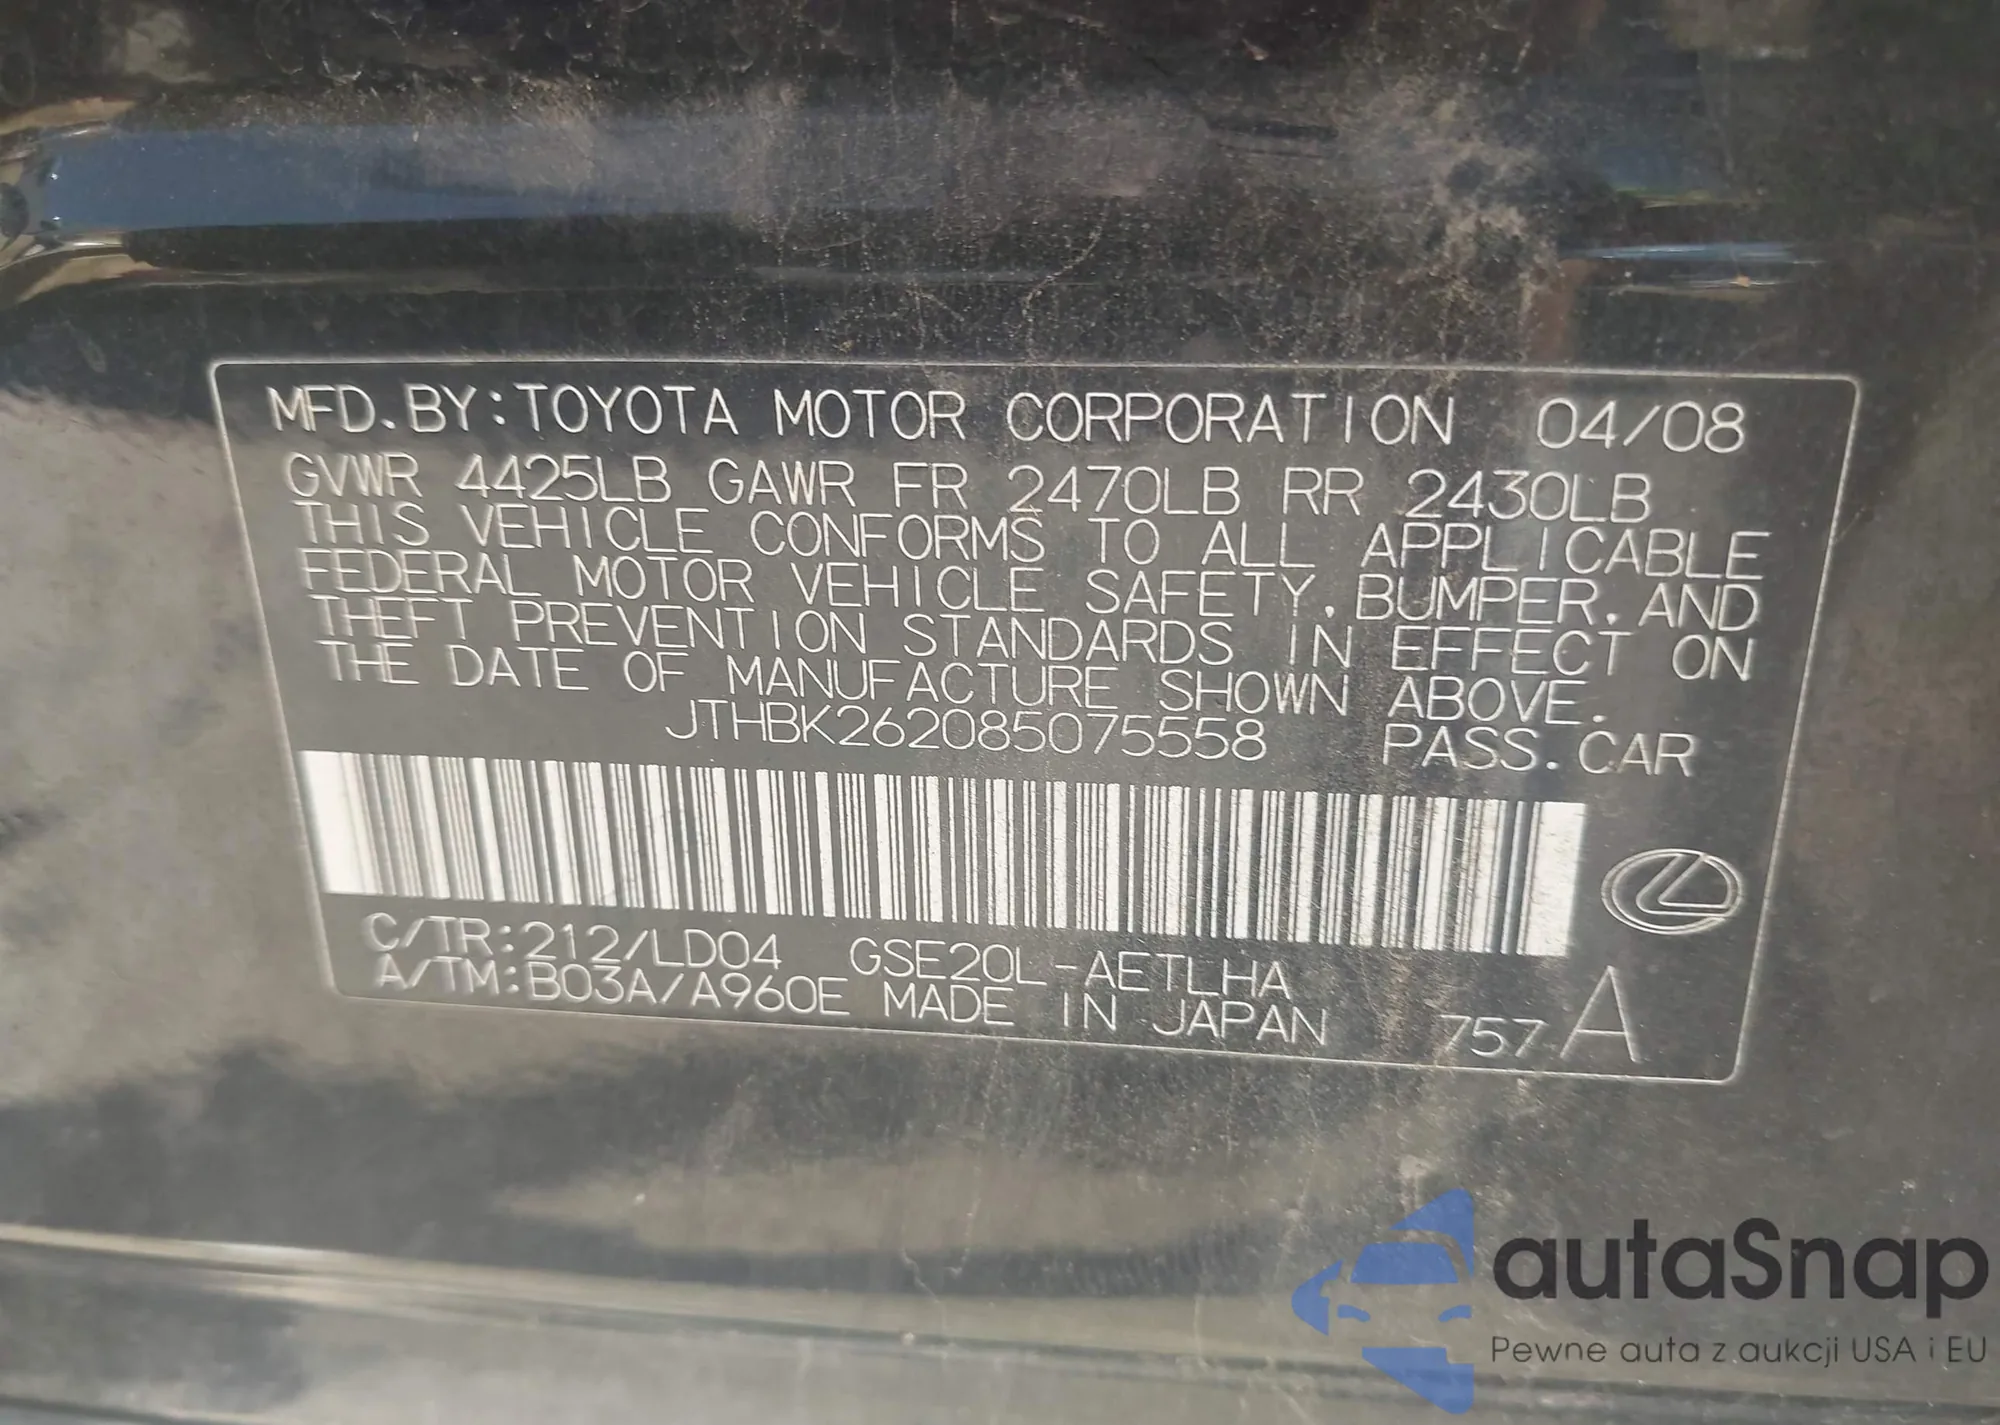 MFD. BY: TOYOTA MOTOR CORPORATION 04/08
GVWR 4425LB GAWR FR 2470LB RR 2430LB
THIS VEHICLE CONFORMS TO ALL APPLICABLE
FEDERAL MOTOR VEHICLE SAFETY, BUMPER, AND
THEFT PREVENTION STANDARDS IN EFFECT ON
THE DATE OF MANUFACTURE SHOWN ABOVE.
JTHBK262085075558 PASS. CAR
C/TR: 212/LD04 GSE20L-AETLHA
A/TM: B03A/A960E MADE IN JAPAN 757 A
autaSnap
Pewne auta z aukcji USA i EU